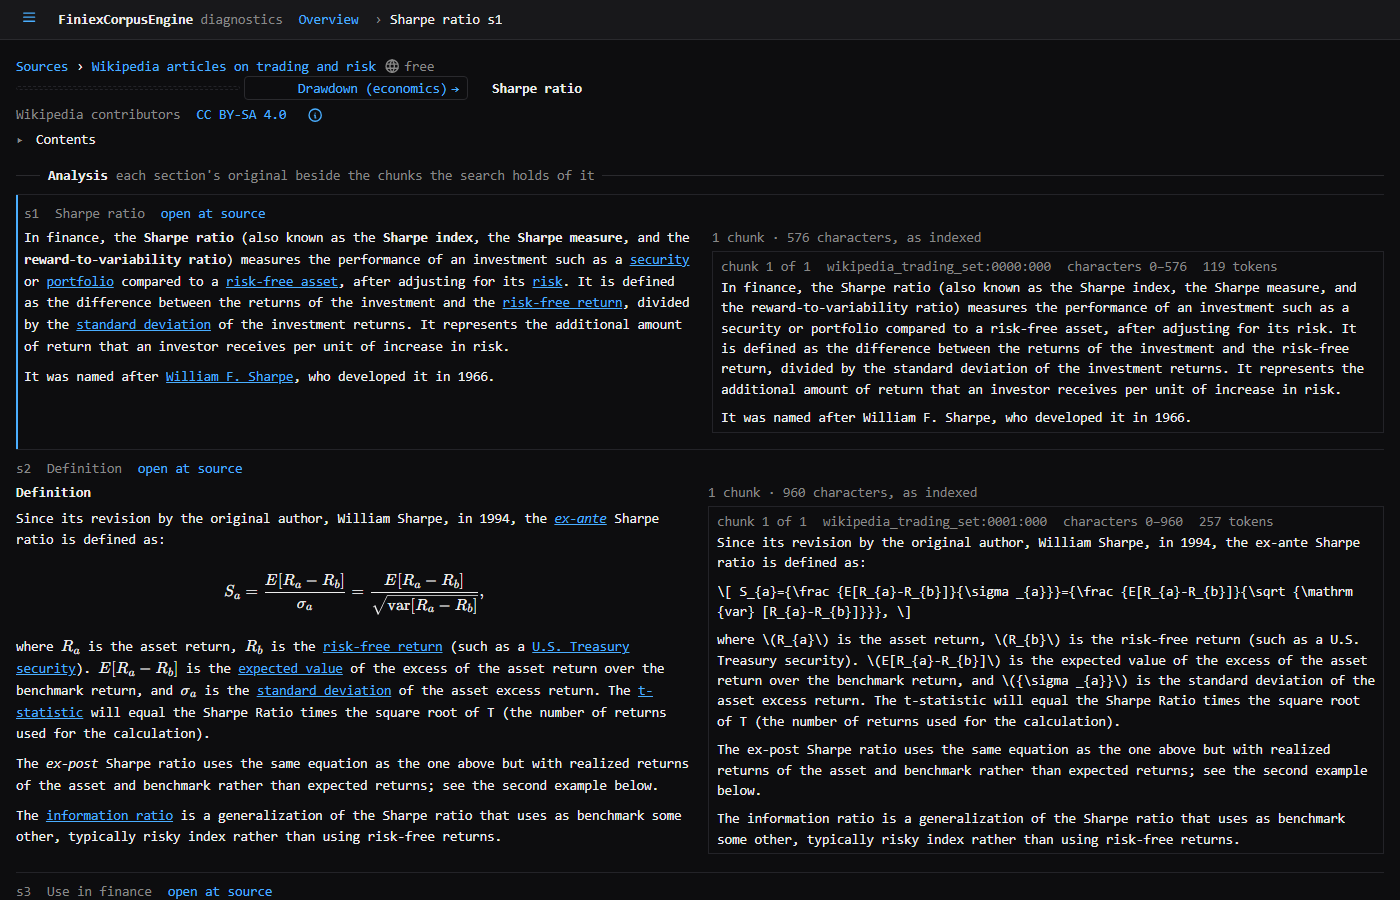 FiniexCorpusEngine diagnostics Overview › Sharpe ratio s1
Sources › Wikipedia articles on trading and risk free
Drawdown (economics) → Sharpe ratio
Wikipedia contributors CC BY-SA 4.0
▸ Contents
Analysis each section's original beside the chunks the search holds of it
s1 Sharpe ratio open at source
In finance, the Sharpe ratio (also known as the Sharpe index, the Sharpe measure, and the
reward-to-variability ratio) measures the performance of an investment such as a security
or portfolio compared to a risk-free asset, after adjusting for its risk. It is defined
as the difference between the returns of the investment and the risk-free return, divided
by the standard deviation of the investment returns. It represents the additional amount
of return that an investor receives per unit of increase in risk.
It was named after William F. Sharpe, who developed it in 1966.
1 chunk · 576 characters, as indexed
chunk 1 of 1 wikipedia_trading_set:0000:000 characters 0–576 119 tokens
In finance, the Sharpe ratio (also known as the Sharpe index, the Sharpe measure, and
the reward-to-variability ratio) measures the performance of an investment such as a
security or portfolio compared to a risk-free asset, after adjusting for its risk. It
is defined as the difference between the returns of the investment and the risk-free
return, divided by the standard deviation of the investment returns. It represents the
additional amount of return that an investor receives per unit of increase in risk.
It was named after William F. Sharpe, who developed it in 1966.
s2 Definition open at source
Definition
Since its revision by the original author, William Sharpe, in 1994, the ex-ante Sharpe
ratio is defined as:
S_a = E[R_a − R_b] / σ_a = E[R_a − R_b] / √var[R_a − R_b],
where R_a is the asset return, R_b is the risk-free return (such as a U.S. Treasury
security). E[R_a − R_b] is the expected value of the excess of the asset return over the
benchmark return, and σ_a is the standard deviation of the asset excess return. The t-
statistic will equal the Sharpe Ratio times the square root of T (the number of returns
used for the calculation).
The ex-post Sharpe ratio uses the same equation as the one above but with realized returns
of the asset and benchmark rather than expected returns; see the second example below.
The information ratio is a generalization of the Sharpe ratio that uses as benchmark some
other, typically risky index rather than using risk-free returns.
1 chunk · 960 characters, as indexed
chunk 1 of 1 wikipedia_trading_set:0001:000 characters 0–960 257 tokens
Since its revision by the original author, William Sharpe, in 1994, the ex-ante Sharpe
ratio is defined as:
\[ S_{a}={\frac {E[R_{a}-R_{b}]}{\sigma _{a}}}={\frac {E[R_{a}-R_{b}]}{\sqrt {\mathrm
{var} [R_{a}-R_{b}]}}}, \]
where \(R_{a}\) is the asset return, \(R_{b}\) is the risk-free return (such as a U.S.
Treasury security). \(E[R_{a}-R_{b}]\) is the expected value of the excess of the asset
return over the benchmark return, and \({\sigma _{a}}\) is the standard deviation of the
asset excess return. The t-statistic will equal the Sharpe Ratio times the square root
of T (the number of returns used for the calculation).
The ex-post Sharpe ratio uses the same equation as the one above but with realized
returns of the asset and benchmark rather than expected returns; see the second example
below.
The information ratio is a generalization of the Sharpe ratio that uses as benchmark
some other, typically risky index rather than using risk-free returns.
s3 Use in finance open at source